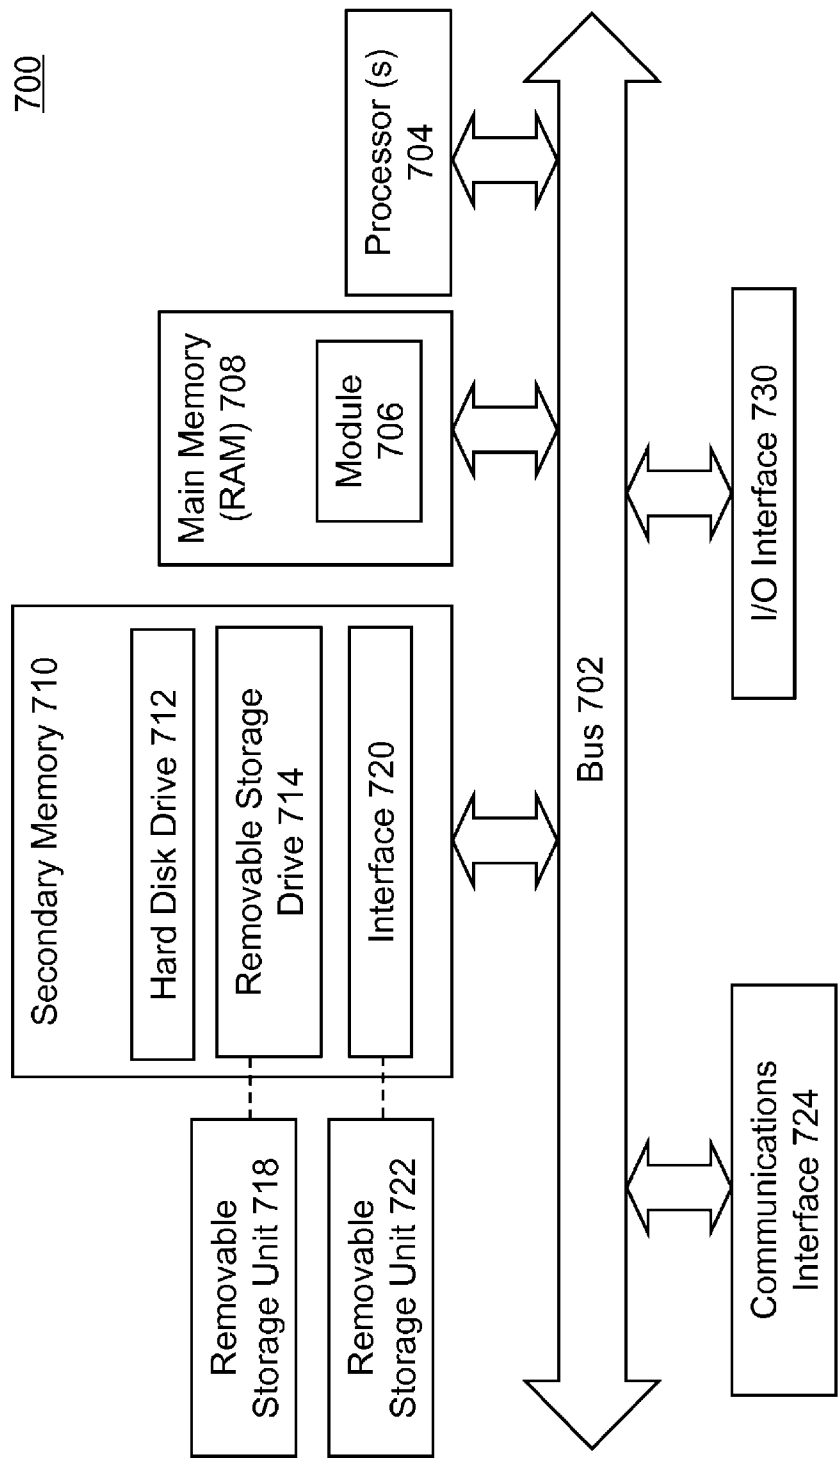 700
Removable
Storage Unit 718
Removable
Storage Unit 722
Secondary Memory 710
Hard Disk Drive 712
Removable Storage
Drive 714
Interface 720
Main Memory
(RAM) 708
Module
706
Processor (s)
704
Bus 702
Communications
Interface 724
I/O Interface 730